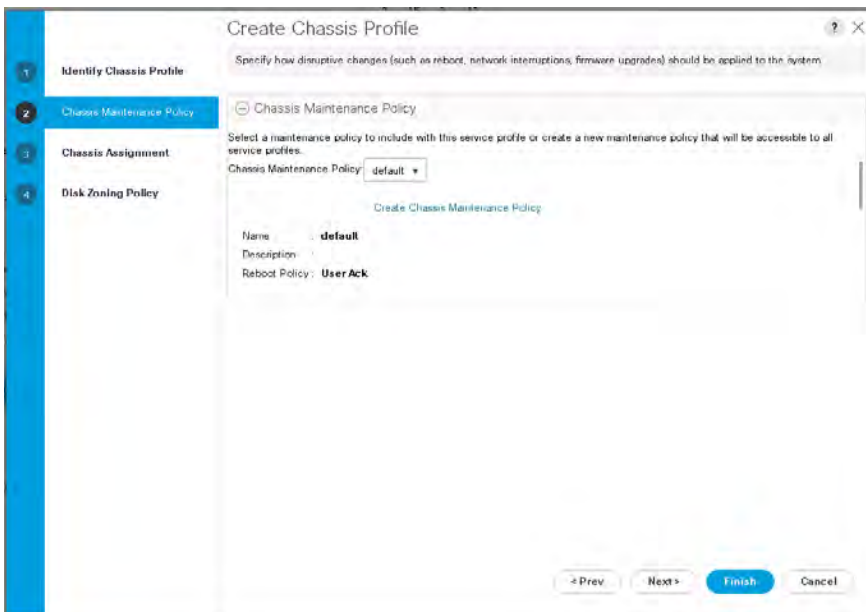 Create Chassis Profile
? ×
1 Identify Chassis Profile
2 Chassis Maintenance Policy
3 Chassis Assignment
4 Disk Zoning Policy
Specify how disruptive changes (such as reboot, network interruptions, firmware upgrades) should be applied to the system
Chassis Maintenance Policy
Select a maintenance policy to include with this service profile or create a new maintenance policy that will be accessible to all
service profiles.
Chassis Maintenance Policy: default
Create Chassis Maintenance Policy
Name : default
Description :
Reboot Policy : User Ack
< Prev Next > Finish Cancel